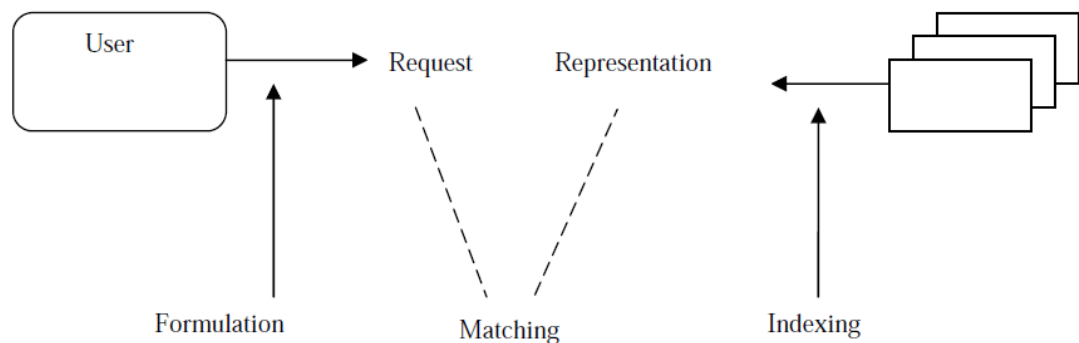 User
Request
Representation
Formulation
Matching
Indexing